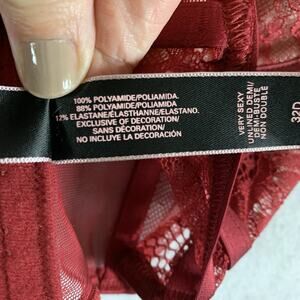 100% POLYAMIDE/POLIAMIDA.
88% POLYAMIDE/POLIAMIDA
12% ELASTANE/ÉLASTHANNE/ELASTANO.
EXCLUSIVE OF DECORATION/
SANS DÉCORATION/
NO INCLUYE LA DECORACIÓN
VERY SEXY
UNLINED DEMI/
DEMI-BUSTE
NON DOUBLÉ
32D